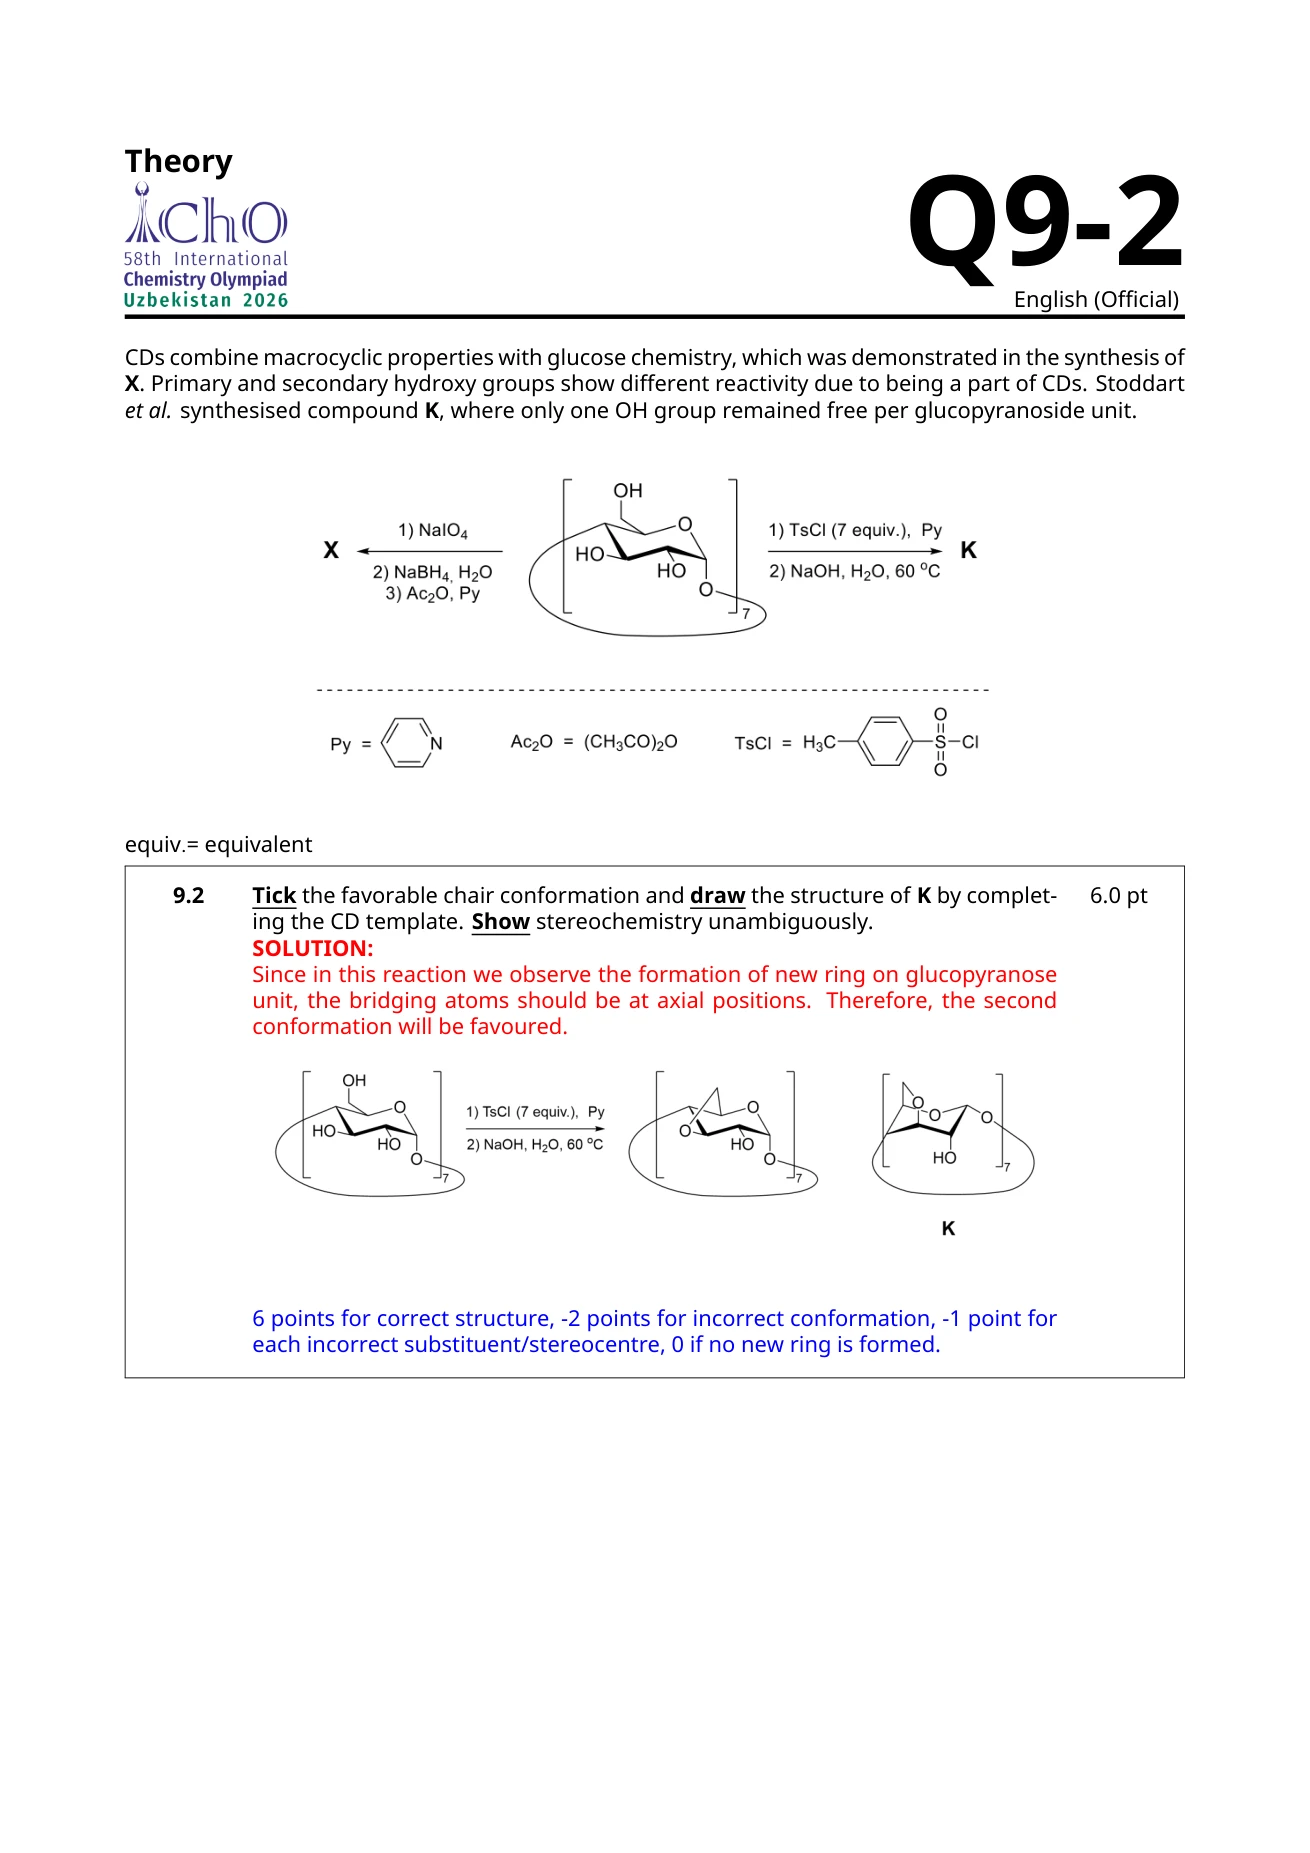 Theory
IChO
58th International
Chemistry Olympiad
Uzbekistan 2026
Q9-2
English (Official)
CDs combine macrocyclic properties with glucose chemistry, which was demonstrated in the synthesis of
X. Primary and secondary hydroxy groups show different reactivity due to being a part of CDs. Stoddart
et al. synthesised compound K, where only one OH group remained free per glucopyranoside unit.
X
1) NaIO4
2) NaBH4, H2O
3) Ac2O, Py
OH
O
HO
HO
O
7
1) TsCl (7 equiv.), Py
2) NaOH, H2O, 60 °C
K
Py =
N
Ac2O = (CH3CO)2O
TsCl = H3C
O
S
Cl
O
equiv.= equivalent
9.2 Tick the favorable chair conformation and draw the structure of K by complet- 6.0 pt
ing the CD template. Show stereochemistry unambiguously.
SOLUTION:
Since in this reaction we observe the formation of new ring on glucopyranose
unit, the bridging atoms should be at axial positions. Therefore, the second
conformation will be favoured.
OH
O
HO
HO
O
7
1) TsCl (7 equiv.), Py
2) NaOH, H2O, 60 °C
O
O
HO
O
7
O
O
O
HO
7
K
6 points for correct structure, -2 points for incorrect conformation, -1 point for
each incorrect substituent/stereocentre, 0 if no new ring is formed.